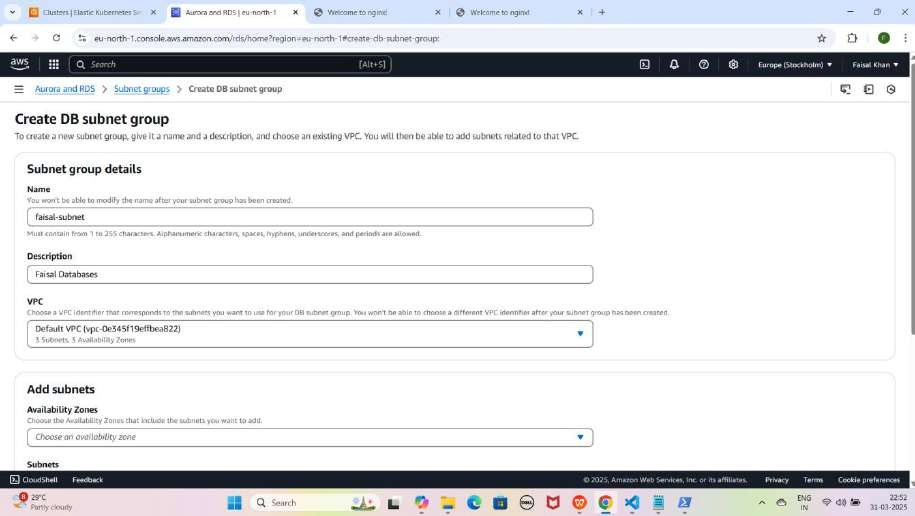 Clusters | Elastic Kubernetes Se
Aurora and RDS | eu-north-1
Welcome to nginx!
Welcome to nginx!
eu-north-1.console.aws.amazon.com/rds/home?region=eu-north-1#create-db-subnet-group:
F
aws
Search
[Alt+S]
Europe (Stockholm)
Faisal Khan
Aurora and RDS > Subnet groups > Create DB subnet group
Create DB subnet group
To create a new subnet group, give it a name and a description, and choose an existing VPC. You will then be able to add subnets related to that VPC.
Subnet group details
Name
You won't be able to modify the name after your subnet group has been created.
faisal-subnet
Must contain from 1 to 255 characters. Alphanumeric characters, spaces, hyphens, underscores, and periods are allowed.
Description
Faisal Databases
VPC
Choose a VPC identifier that corresponds to the subnets you want to use for your DB subnet group. You won't be able to choose a different VPC identifier after your subnet group has been created.
Default VPC (vpc-0e345f19effbea822)
3 Subnets, 3 Availability Zones
Add subnets
Availability Zones
Choose the Availability Zones that include the subnets you want to add.
Choose an availability zone
Subnets
CloudShell
Feedback
© 2025, Amazon Web Services, Inc. or its affiliates.
Privacy
Terms
Cookie preferences
8
29°C
Partly cloudy
Search
DELL
ENG
IN
22:52
31-03-2025